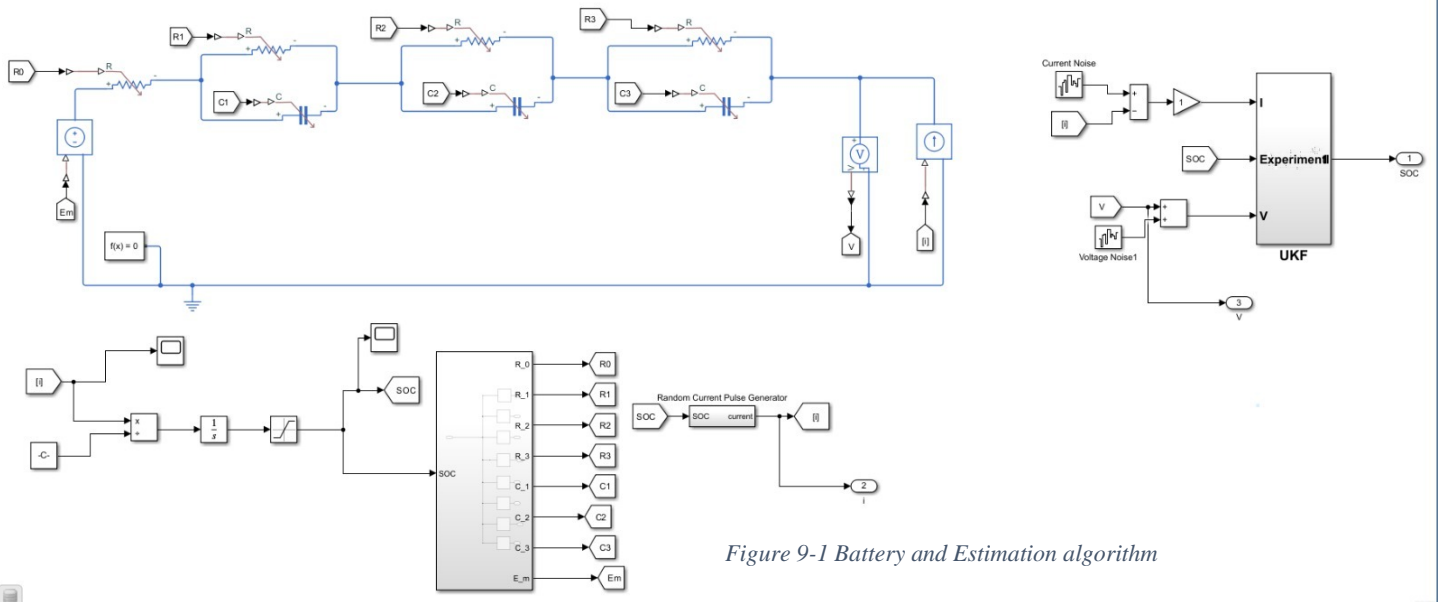 R0
R
R1
R
C1
C
R2
R
C2
C
R3
R
C3
C
Em
f(x) = 0
V
V
V
[i]
Current Noise
[i]
1
SOC
V
Voltage Noise1
I
V
UKF
1
SOC
3
V
[i]
-C-
x
÷
1
s
SOC
SOC
R_0
R_1
R_2
R_3
C_1
C_2
C_3
E_m
R0
R1
R2
R3
C1
C2
C3
Em
Random Current Pulse Generator
SOC
SOC
current
[i]
2
i
Figure 9-1 Battery and Estimation algorithm